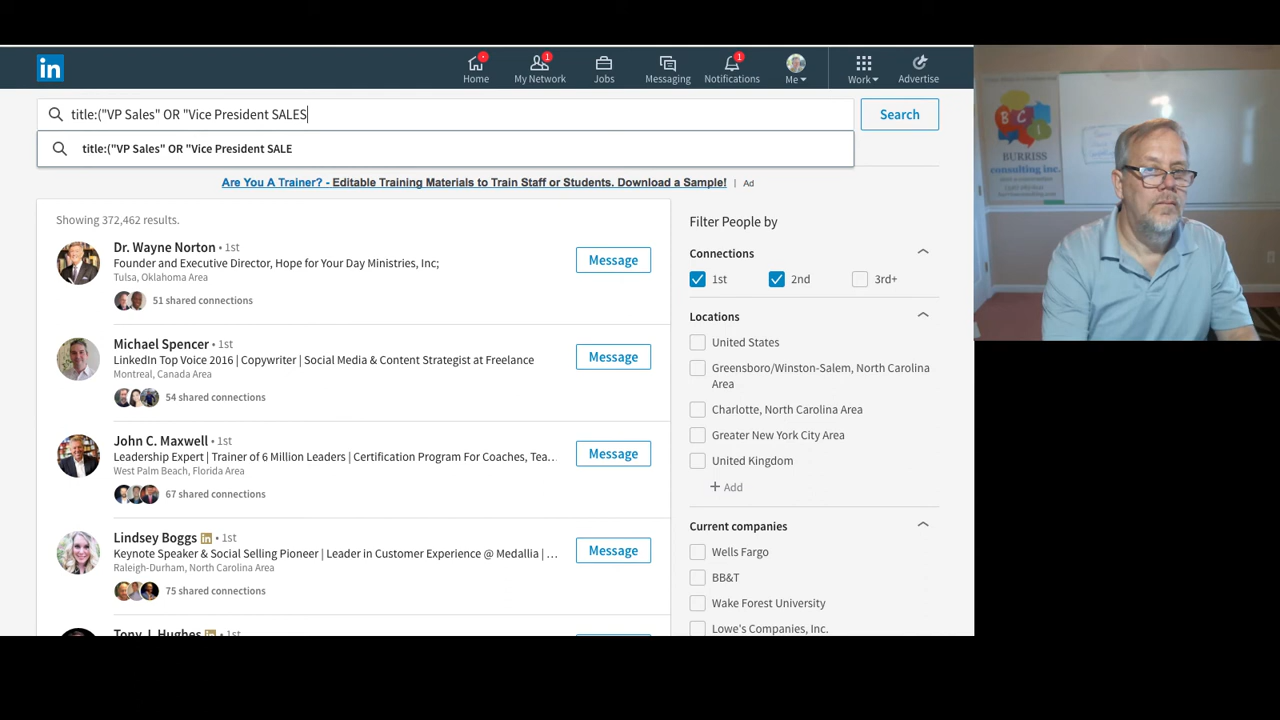 in
Home
My Network
1
Jobs
Messaging
Notifications
1
Me
Work
Advertise
title:("VP Sales" OR "Vice President SALES
Search
title:("VP Sales" OR "Vice President SALE
Are You A Trainer? - Editable Training Materials to Train Staff or Students. Download a Sample! | Ad
Showing 372,462 results.
Dr. Wayne Norton • 1st
Founder and Executive Director, Hope for Your Day Ministries, Inc;
Tulsa, Oklahoma Area
51 shared connections
Message
Michael Spencer • 1st
LinkedIn Top Voice 2016 | Copywriter | Social Media & Content Strategist at Freelance
Montreal, Canada Area
54 shared connections
Message
John C. Maxwell • 1st
Leadership Expert | Trainer of 6 Million Leaders | Certification Program For Coaches, Tea…
West Palm Beach, Florida Area
67 shared connections
Message
Lindsey Boggs in • 1st
Keynote Speaker & Social Selling Pioneer | Leader in Customer Experience @ Medallia | …
Raleigh-Durham, North Carolina Area
75 shared connections
Message
Tony J. Hughes in • 1st
Filter People by
Connections
1st
2nd
3rd+
Locations
United States
Greensboro/Winston-Salem, North Carolina
Area
Charlotte, North Carolina Area
Greater New York City Area
United Kingdom
+ Add
Current companies
Wells Fargo
BB&T
Wake Forest University
Lowe's Companies, Inc.
BCI
BURRISS
consulting inc.